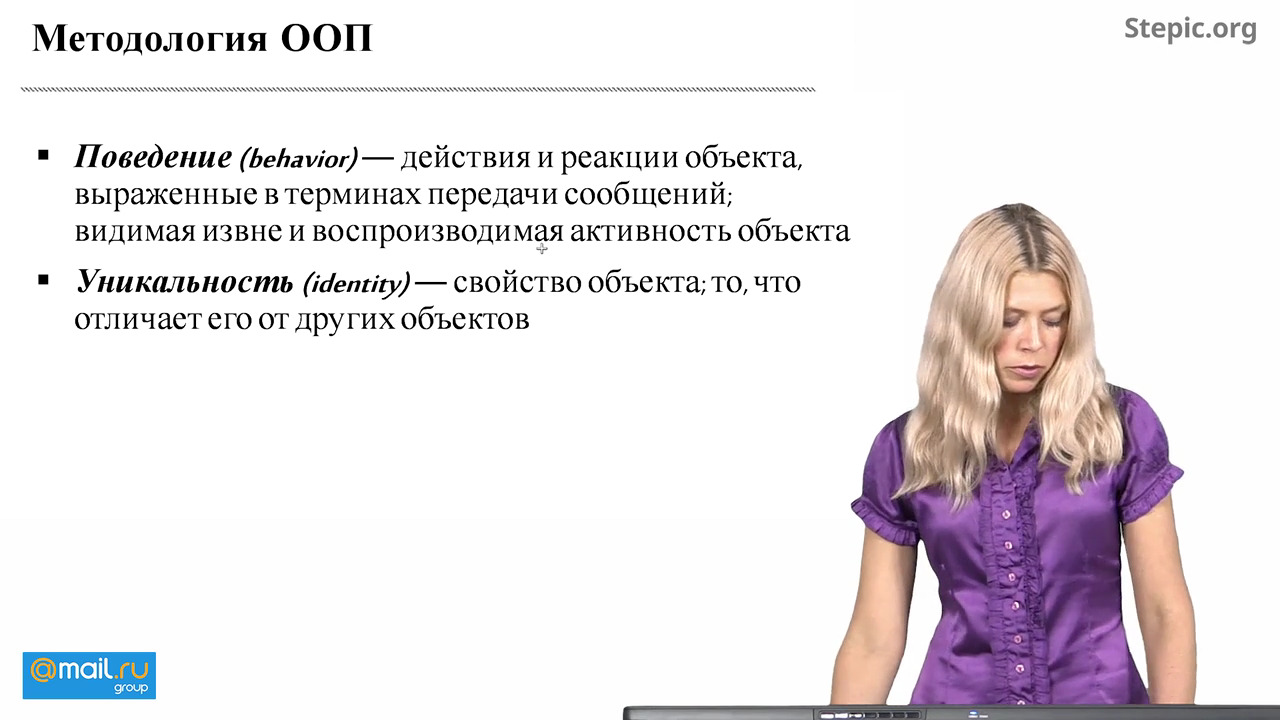 Методология ООП
Stepic.org
▪ Поведение (behavior) — действия и реакции объекта,
выраженные в терминах передачи сообщений;
видимая извне и воспроизводимая активность объекта
▪ Уникальность (identity) — свойство объекта; то, что
отличает его от других объектов
@mail.ru
group